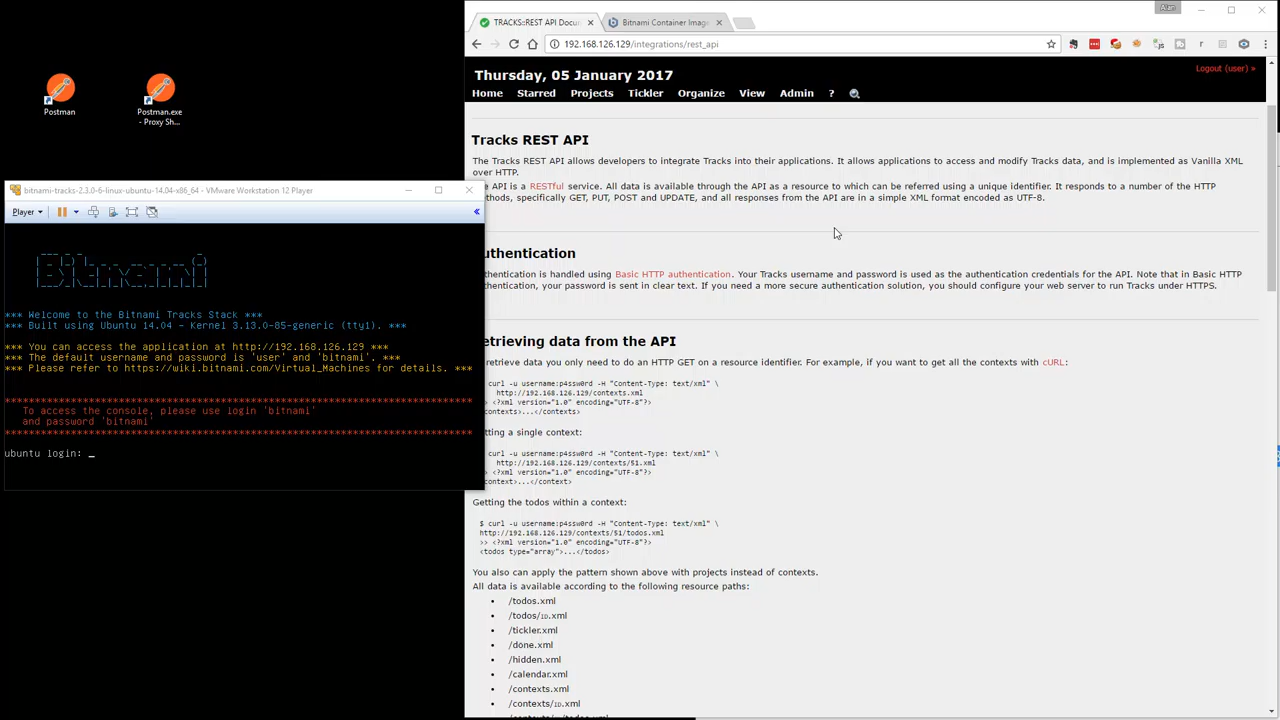 Postman
Postman.exe
- Proxy Sh...
bitnami-tracks-2.3.0-6-linux-ubuntu-14.04-x86_64 - VMware Workstation 12 Player
Player
Bitnami
*** Welcome to the Bitnami Tracks Stack ***
*** Built using Ubuntu 14.04 - Kernel 3.13.0-85-generic (tty1). ***
*** You can access the application at http://192.168.126.129 ***
*** The default username and password is 'user' and 'bitnami'. ***
*** Please refer to https://wiki.bitnami.com/Virtual_Machines for details. ***
To access the console, please use login 'bitnami'
and password 'bitnami'
ubuntu login: _
Alan
TRACKS::REST API Docu
Bitnami Container Imag
192.168.126.129/integrations/rest_api
Thursday, 05 January 2017
Logout (user) »
Home Starred Projects Tickler Organize View Admin ?
Tracks REST API
The Tracks REST API allows developers to integrate Tracks into their applications. It allows applications to access and modify Tracks data, and is implemented as Vanilla XML
over HTTP.
e API is a RESTful service. All data is available through the API as a resource to which can be referred using a unique identifier. It responds to a number of the HTTP
ethods, specifically GET, PUT, POST and UPDATE, and all responses from the API are in a simple XML format encoded as UTF-8.
uthentication
thentication is handled using Basic HTTP authentication. Your Tracks username and password is used as the authentication credentials for the API. Note that in Basic HTTP
thentication, your password is sent in clear text. If you need a more secure authentication solution, you should configure your web server to run Tracks under HTTPS.
etrieving data from the API
retrieve data you only need to do an HTTP GET on a resource identifier. For example, if you want to get all the contexts with cURL:
curl -u username:p4ssw0rd -H "Content-Type: text/xml" \
http://192.168.126.129/contexts.xml
> <?xml version="1.0" encoding="UTF-8"?>
contexts>...</contexts>
tting a single context:
curl -u username:p4ssw0rd -H "Content-Type: text/xml" \
http://192.168.126.129/contexts/51.xml
> <?xml version="1.0" encoding="UTF-8"?>
context>...</context>
Getting the todos within a context:
$ curl -u username:p4ssw0rd -H "Content-Type: text/xml" \
http://192.168.126.129/contexts/51/todos.xml
>> <?xml version="1.0" encoding="UTF-8"?>
<todos type="array">...</todos>
You also can apply the pattern shown above with projects instead of contexts.
All data is available according to the following resource paths:
• /todos.xml
• /todos/ID.xml
• /tickler.xml
• /done.xml
• /hidden.xml
• /calendar.xml
• /contexts.xml
• /contexts/ID.xml